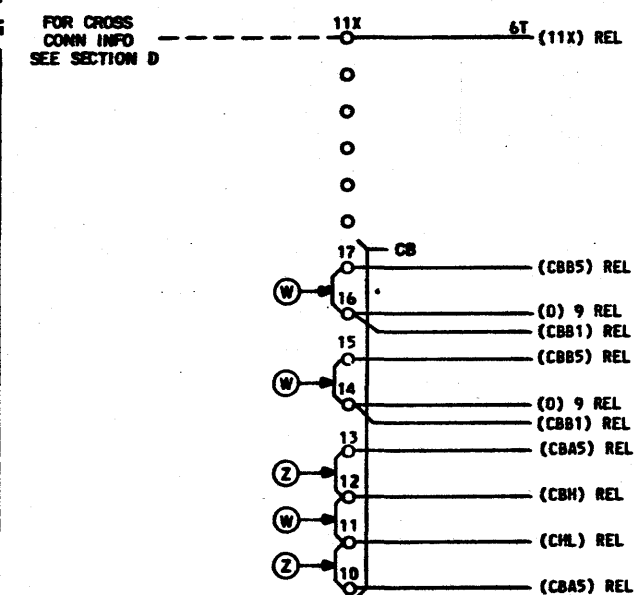 FOR CROSS
CONN INFO
SEE SECTION D
11X
6T
(11X) REL
CB
17
(CBB5) REL
W
16
(0) 9 REL
(CBB1) REL
15
(CBB5) REL
W
14
(0) 9 REL
(CBB1) REL
13
(CBA5) REL
Z
12
(CBH) REL
W
11
(CHL) REL
Z
10
(CBA5) REL